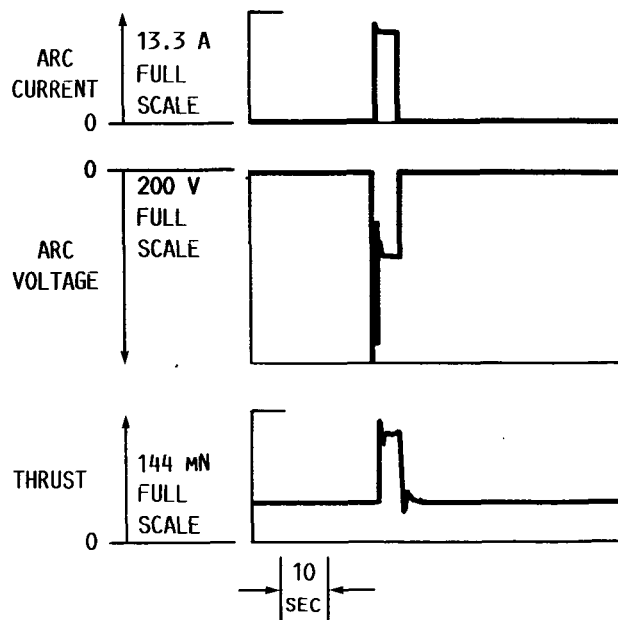 ARC
CURRENT
13.3 A
FULL
SCALE
0
0
200 V
FULL
SCALE
ARC
VOLTAGE
THRUST
144 MN
FULL
SCALE
0
10
SEC